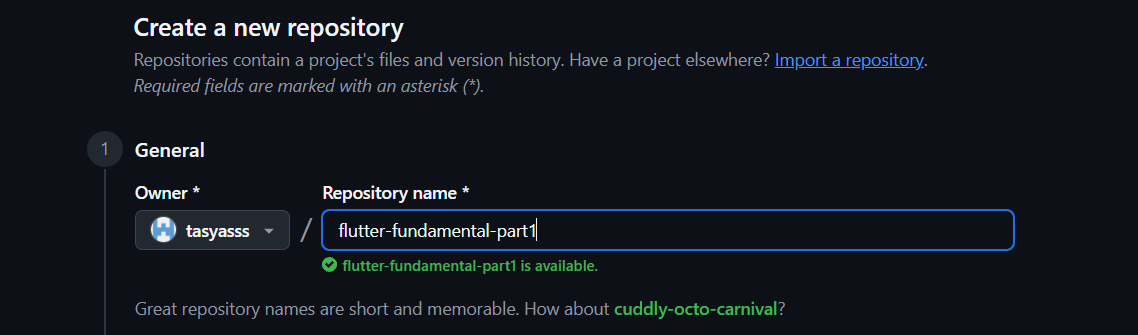 Create a new repository
Repositories contain a project's files and version history. Have a project elsewhere? Import a repository.
Required fields are marked with an asterisk (*).
1 General
Owner * Repository name *
tasyasss / flutter-fundamental-part1
flutter-fundamental-part1 is available.
Great repository names are short and memorable. How about cuddly-octo-carnival?